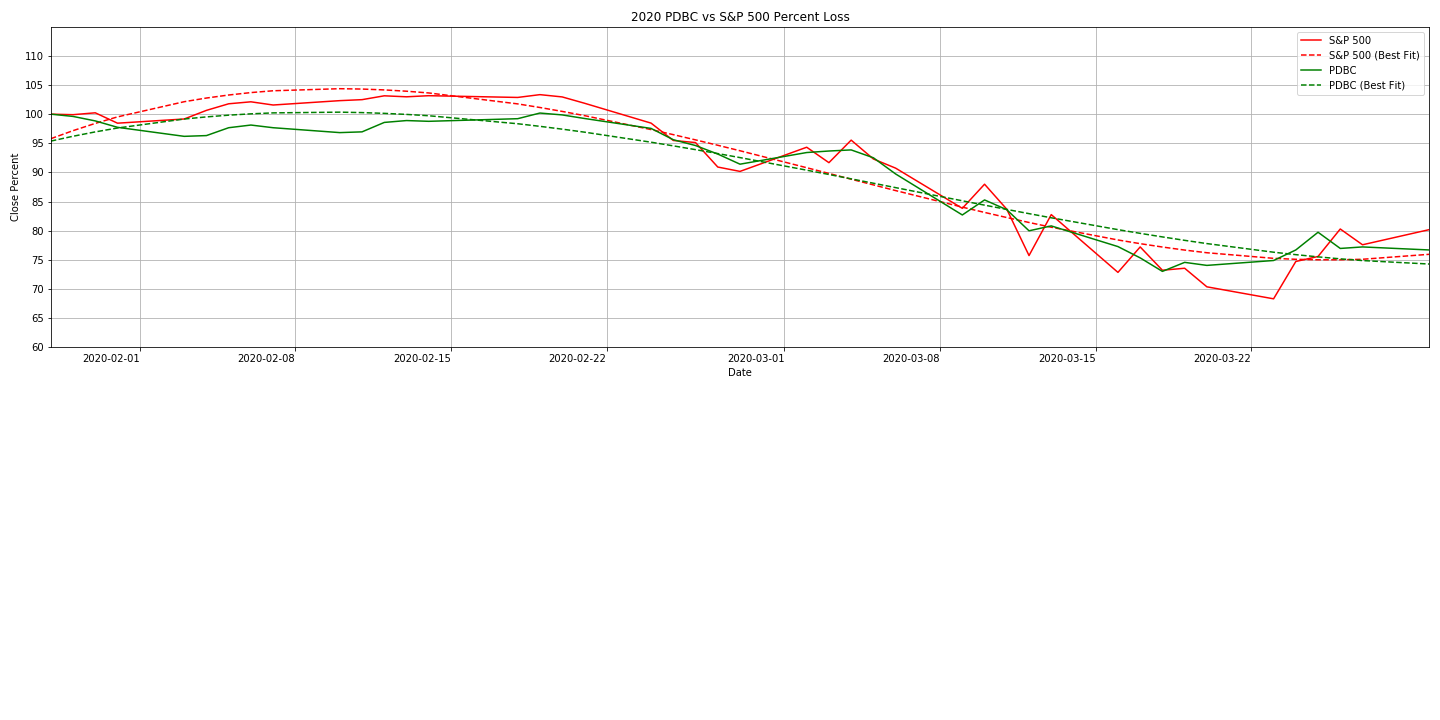 2020 PDBC vs S&P 500 Percent Loss
S&P 500
S&P 500 (Best Fit)
PDBC
PDBC (Best Fit)
Close Percent
110
105
100
95
90
85
80
75
70
65
60
2020-02-01
2020-02-08
2020-02-15
2020-02-22
2020-03-01
2020-03-08
2020-03-15
2020-03-22
Date